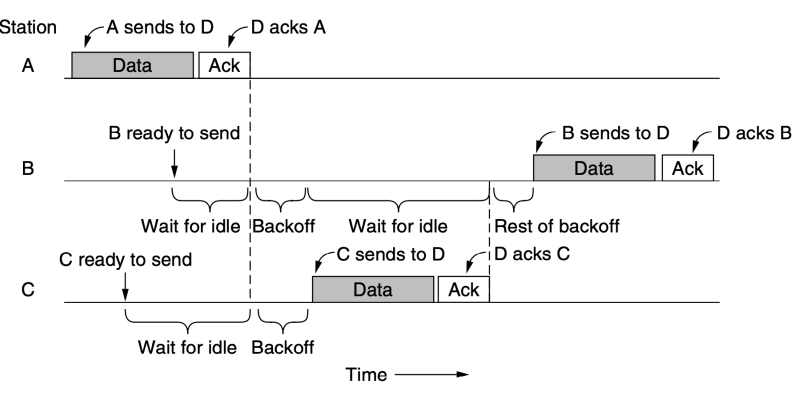 Station
A sends to D
D acks A
A
Data
Ack
B ready to send
B sends to D
D acks B
B
Data
Ack
Wait for idle
Backoff
Wait for idle
Rest of backoff
C ready to send
C sends to D
D acks C
C
Data
Ack
Wait for idle
Backoff
Time